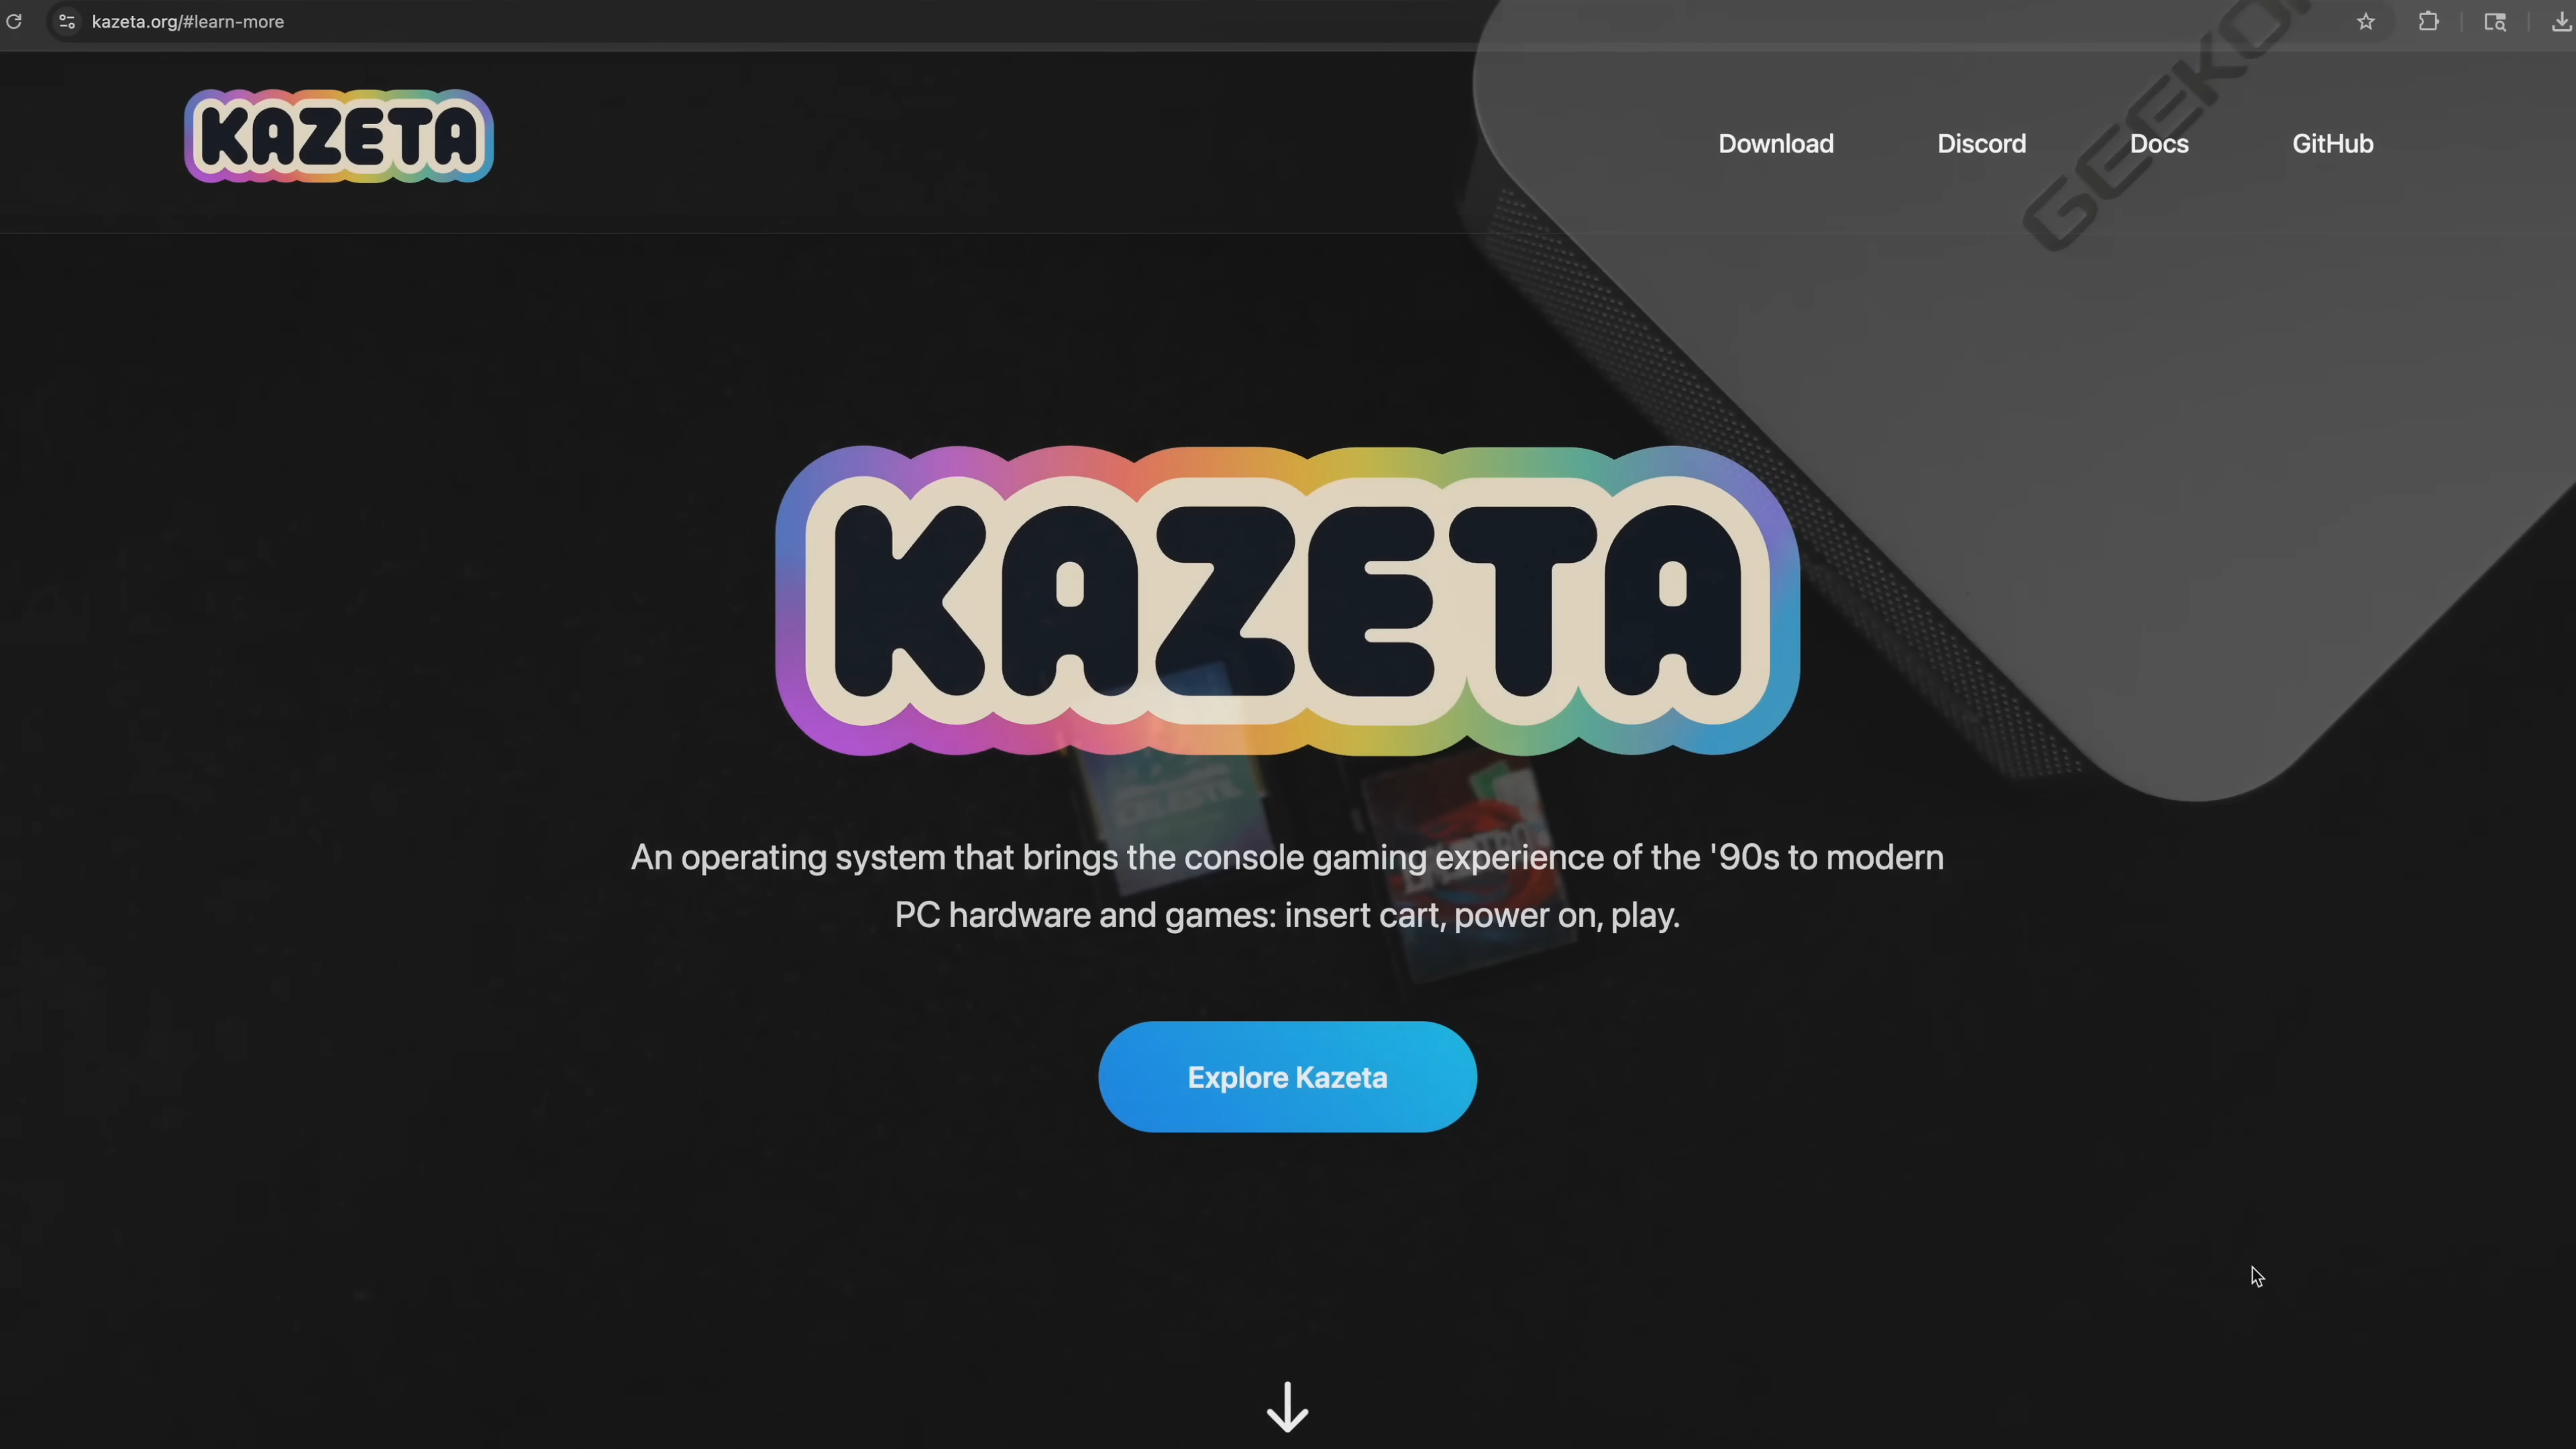 kazeta.org/#learn-more
KAZETA
Download
Discord
Docs
GitHub
KAZETA
An operating system that brings the console gaming experience of the '90s to modern
PC hardware and games: insert cart, power on, play.
Explore Kazeta